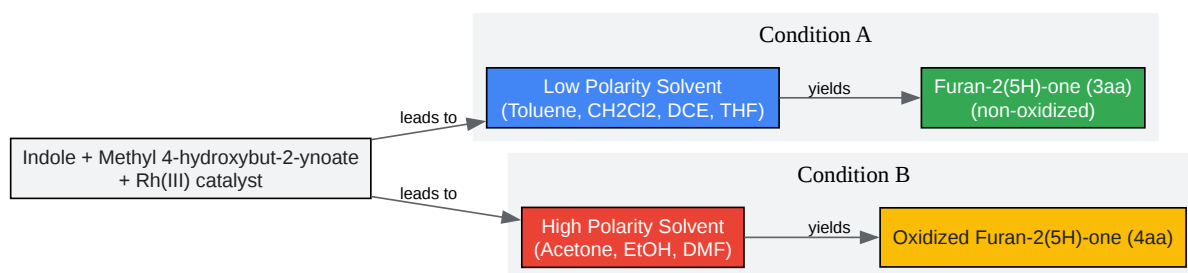 Condition A
Low Polarity Solvent
(Toluene, CH2Cl2, DCE, THF)
yields
Furan-2(5H)-one (3aa)
(non-oxidized)
leads to
Indole + Methyl 4-hydroxybut-2-ynoate
+ Rh(III) catalyst
leads to
Condition B
High Polarity Solvent
(Acetone, EtOH, DMF)
yields
Oxidized Furan-2(5H)-one (4aa)